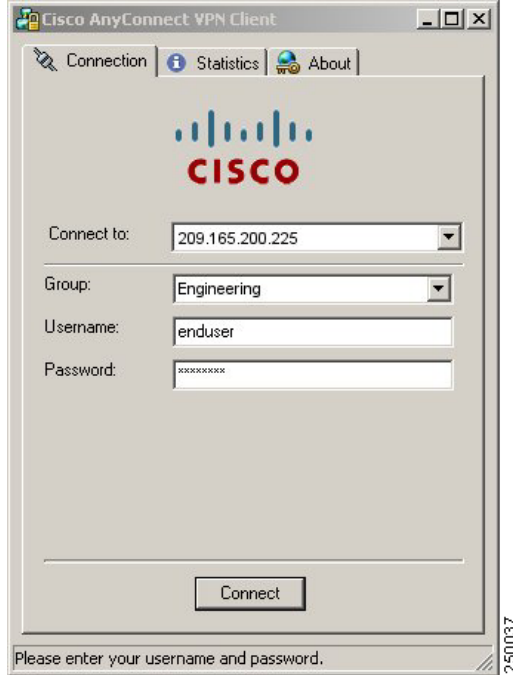 Cisco AnyConnect VPN Client
Connection
Statistics
About
CISCO
Connect to:
209.165.200.225
Group:
Engineering
Username:
enduser
Password:
********
Connect
Please enter your username and password.
250037